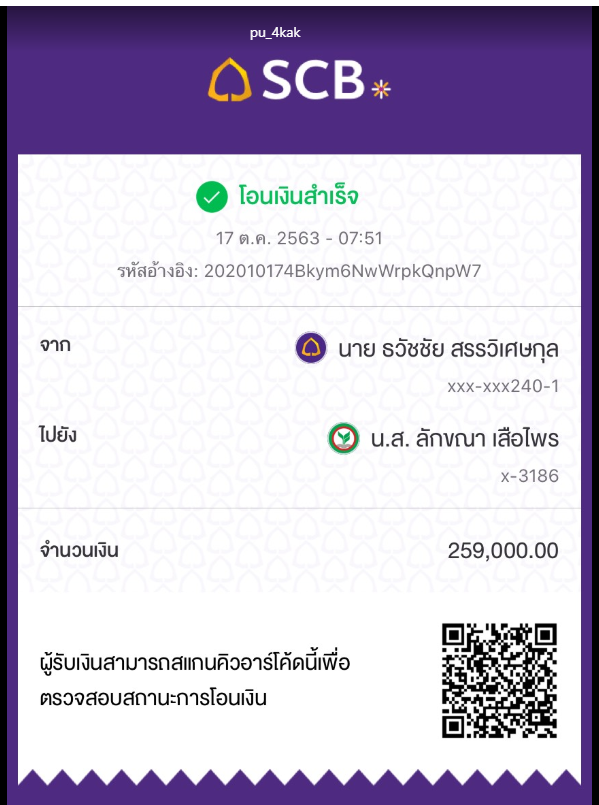 pu_4kak
SCB
โอนเงินสำเร็จ
17 ต.ค. 2563 - 07:51
รหัสอ้างอิง: 202010174Bkym6NwWrpkQnpW7
จาก
นาย ธวัชชัย สรรวิเศษกุล
xxx-xxx240-1
ไปยัง
น.ส. ลักขณา เสือไพร
x-3186
จำนวนเงิน
259,000.00
ผู้รับเงินสามารถสแกนคิวอาร์โค้ดนี้เพื่อ
ตรวจสอบสถานะการโอนเงิน